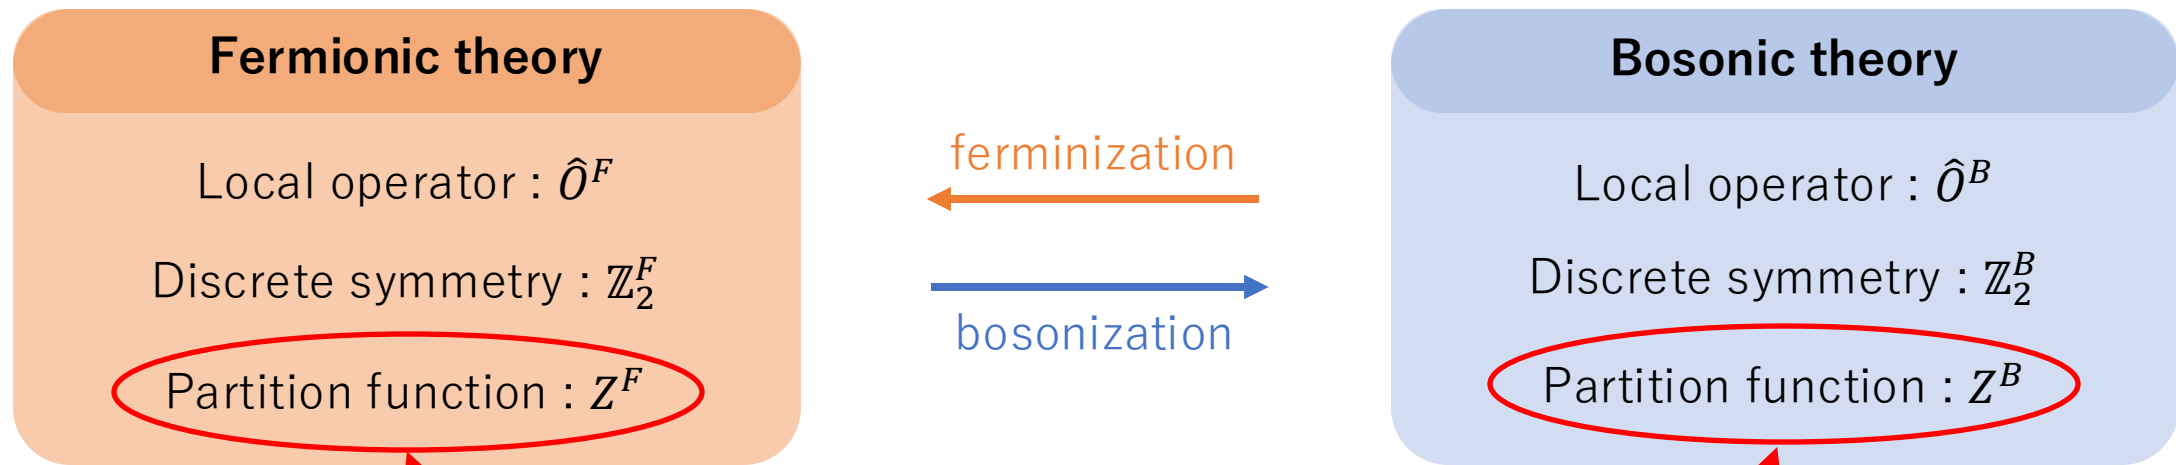 Fermionic theory
Local operator : Ô^F
Discrete symmetry : ℤ₂^F
Partition function : Z^F
ferminization
bosonization
Bosonic theory
Local operator : Ô^B
Discrete symmetry : ℤ₂^B
Partition function : Z^B